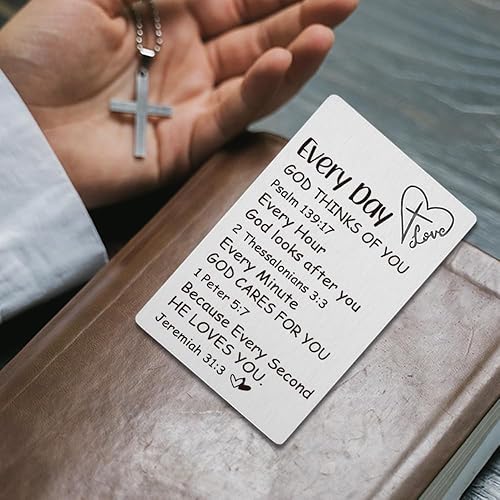 Every Day
GOD THINKS OF YOU
Psalm 139:17
Every Hour
God looks after you
2 Thessalonians 3:3
Every Minute
GOD CARES FOR YOU
1 Peter 5:7
Because Every Second
HE LOVES YOU.
Jeremiah 31:3
Love